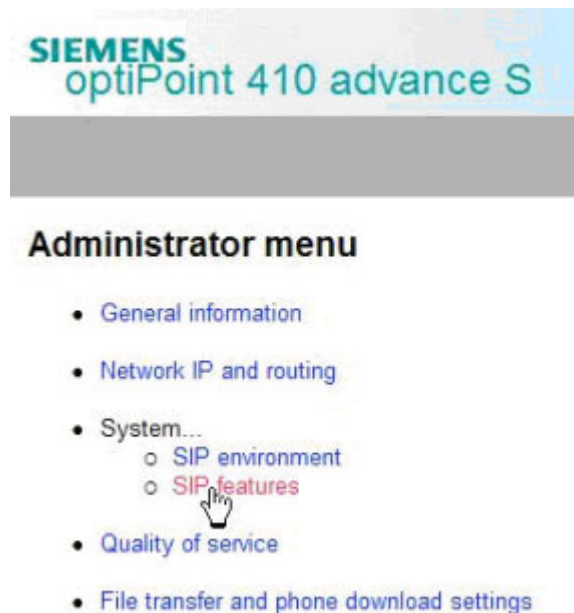 SIEMENS
optiPoint 410 advance S
Administrator menu
General information
Network IP and routing
System...
SIP environment
SIP features
Quality of service
File transfer and phone download settings